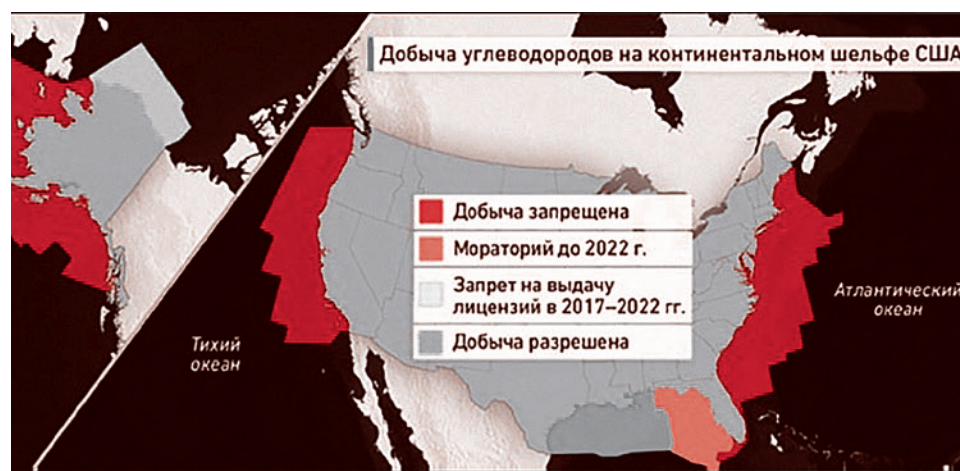 Добыча углеводородов на континентальном шельфе США
Добыча запрещена
Мораторий до 2022 г.
Запрет на выдачу
лицензий в 2017–2022 гг.
Добыча разрешена
Тихий
океан
Атлантический
океан